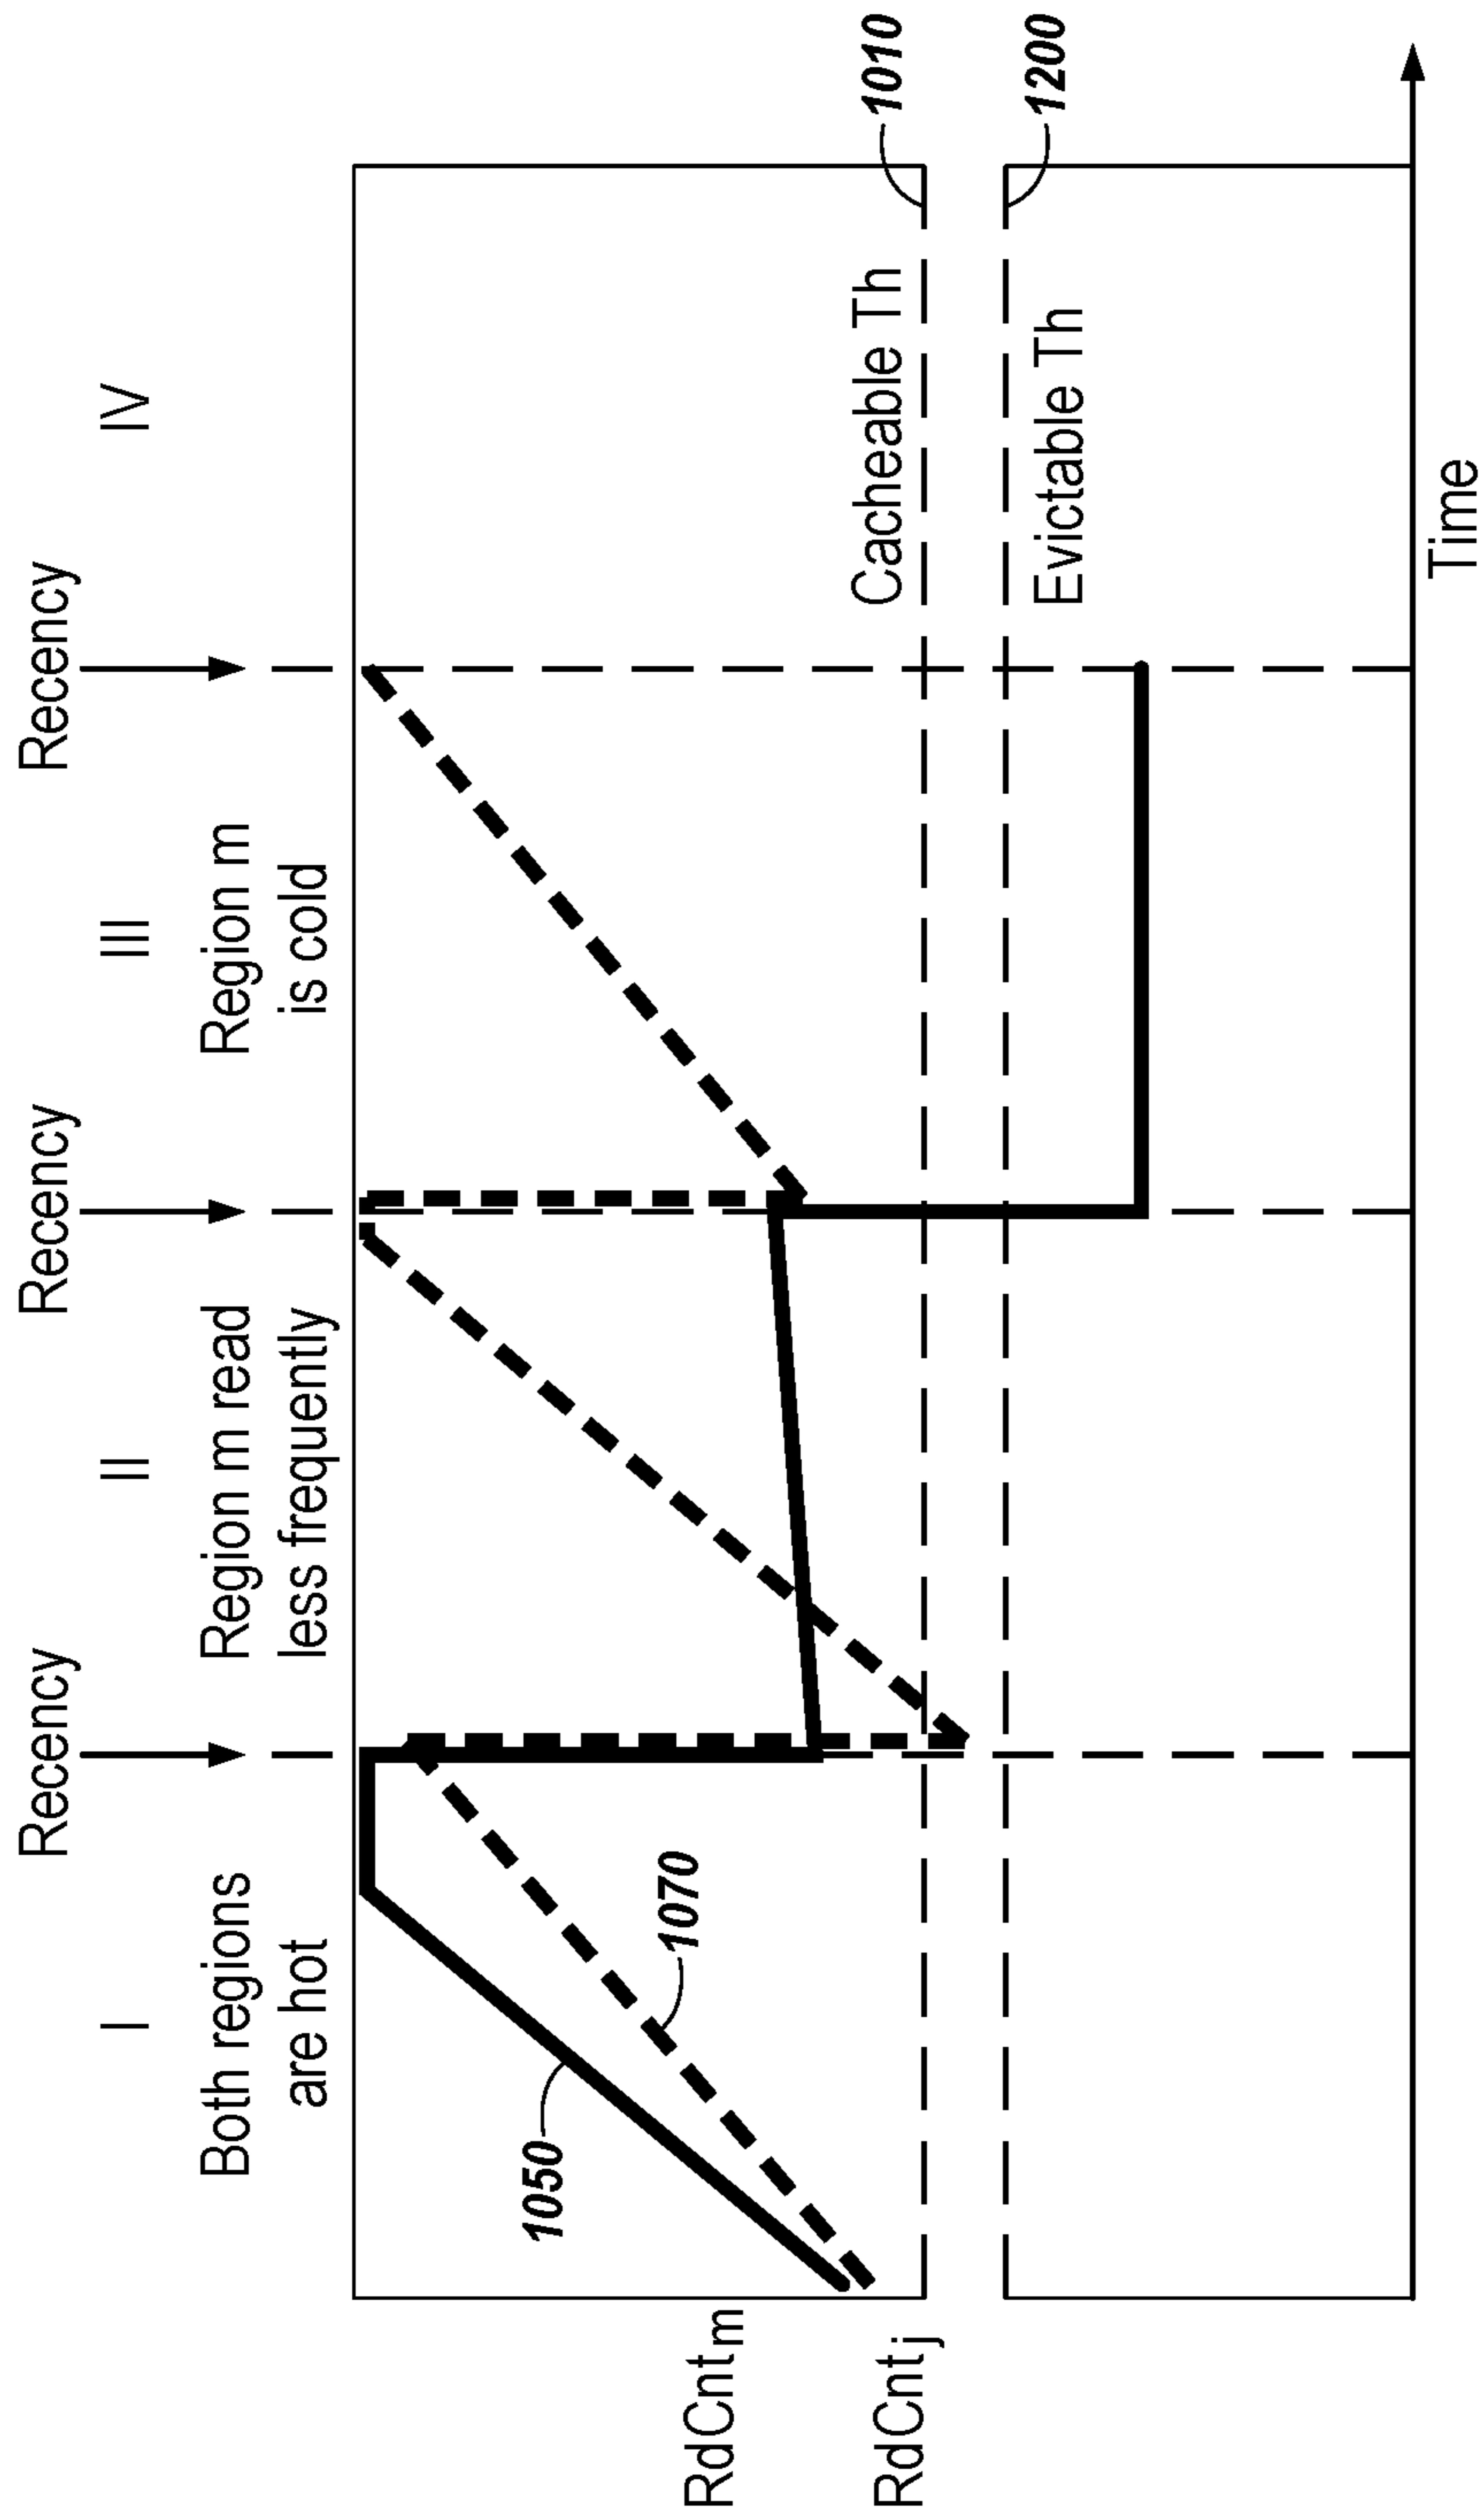 Recency
Recency
Recency
I
II
III
IV
Both regions
are hot
Region m read
less frequently
Region m
is cold
1050
1070
RdCntm
RdCntj
Cacheable Th
1010
Evictable Th
1200
Time